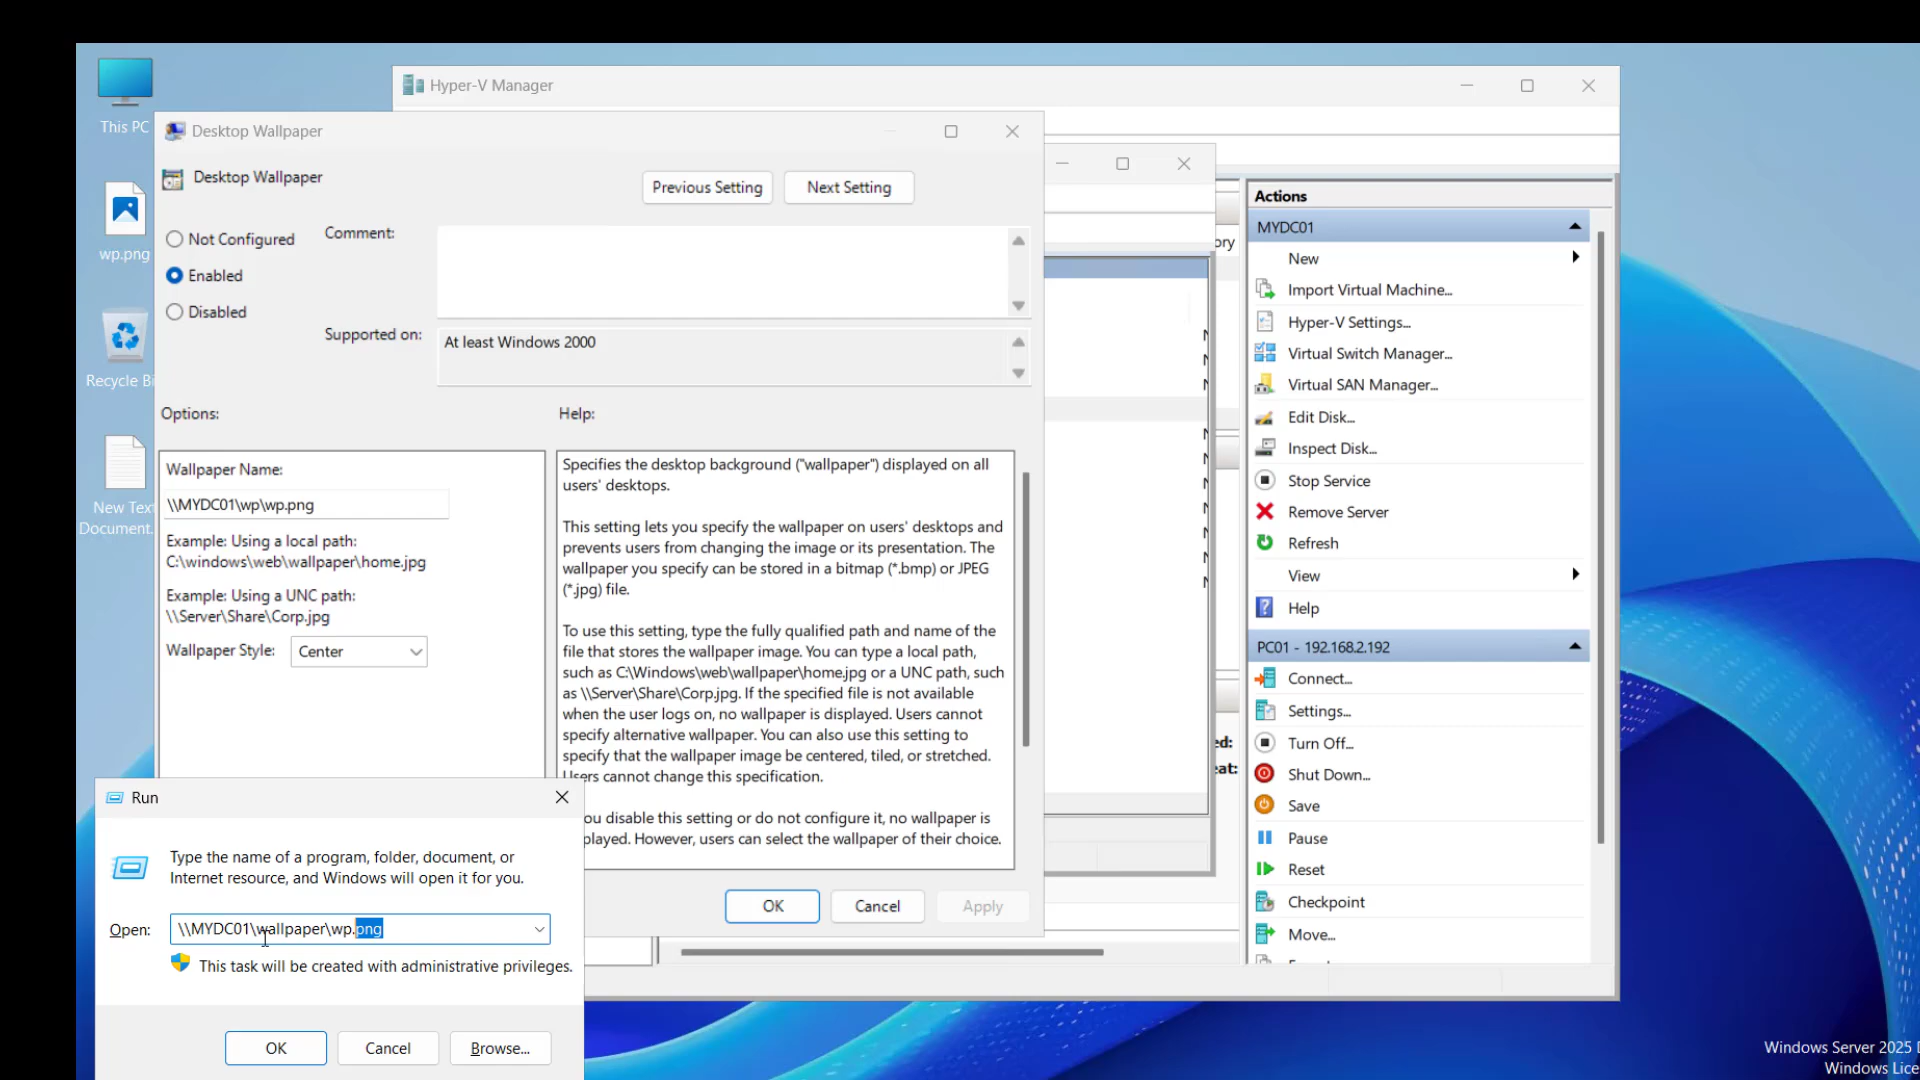 This PC
wp.png
Recycle Bi
New Text
Document.
Hyper-V Manager
Desktop Wallpaper
Desktop Wallpaper
Previous Setting
Next Setting
Not Configured
Enabled
Disabled
Comment:
Supported on:
At least Windows 2000
Options:
Help:
Wallpaper Name:
\\MYDC01\wp\wp.png
Example: Using a local path:
C:\windows\web\wallpaper\home.jpg
Example: Using a UNC path:
\\Server\Share\Corp.jpg
Wallpaper Style:
Center
Specifies the desktop background ("wallpaper") displayed on all
users' desktops.
This setting lets you specify the wallpaper on users' desktops and
prevents users from changing the image or its presentation. The
wallpaper you specify can be stored in a bitmap (*.bmp) or JPEG
(*.jpg) file.
To use this setting, type the fully qualified path and name of the
file that stores the wallpaper image. You can type a local path,
such as C:\Windows\web\wallpaper\home.jpg or a UNC path, such
as \\Server\Share\Corp.jpg. If the specified file is not available
when the user logs on, no wallpaper is displayed. Users cannot
specify alternative wallpaper. You can also use this setting to
specify that the wallpaper image be centered, tiled, or stretched.
Users cannot change this specification.
ou disable this setting or do not configure it, no wallpaper is
played. However, users can select the wallpaper of their choice.
OK
Cancel
Apply
Run
Type the name of a program, folder, document, or
Internet resource, and Windows will open it for you.
Open:
\\MYDC01\wallpaper\wp.png
This task will be created with administrative privileges.
OK
Cancel
Browse...
ory
ed:
eat:
Actions
MYDC01
New
Import Virtual Machine...
Hyper-V Settings...
Virtual Switch Manager...
Virtual SAN Manager...
Edit Disk...
Inspect Disk...
Stop Service
Remove Server
Refresh
View
Help
PC01 - 192.168.2.192
Connect...
Settings...
Turn Off...
Shut Down...
Save
Pause
Reset
Checkpoint
Move...
Windows Server 2025 D
Windows Lice